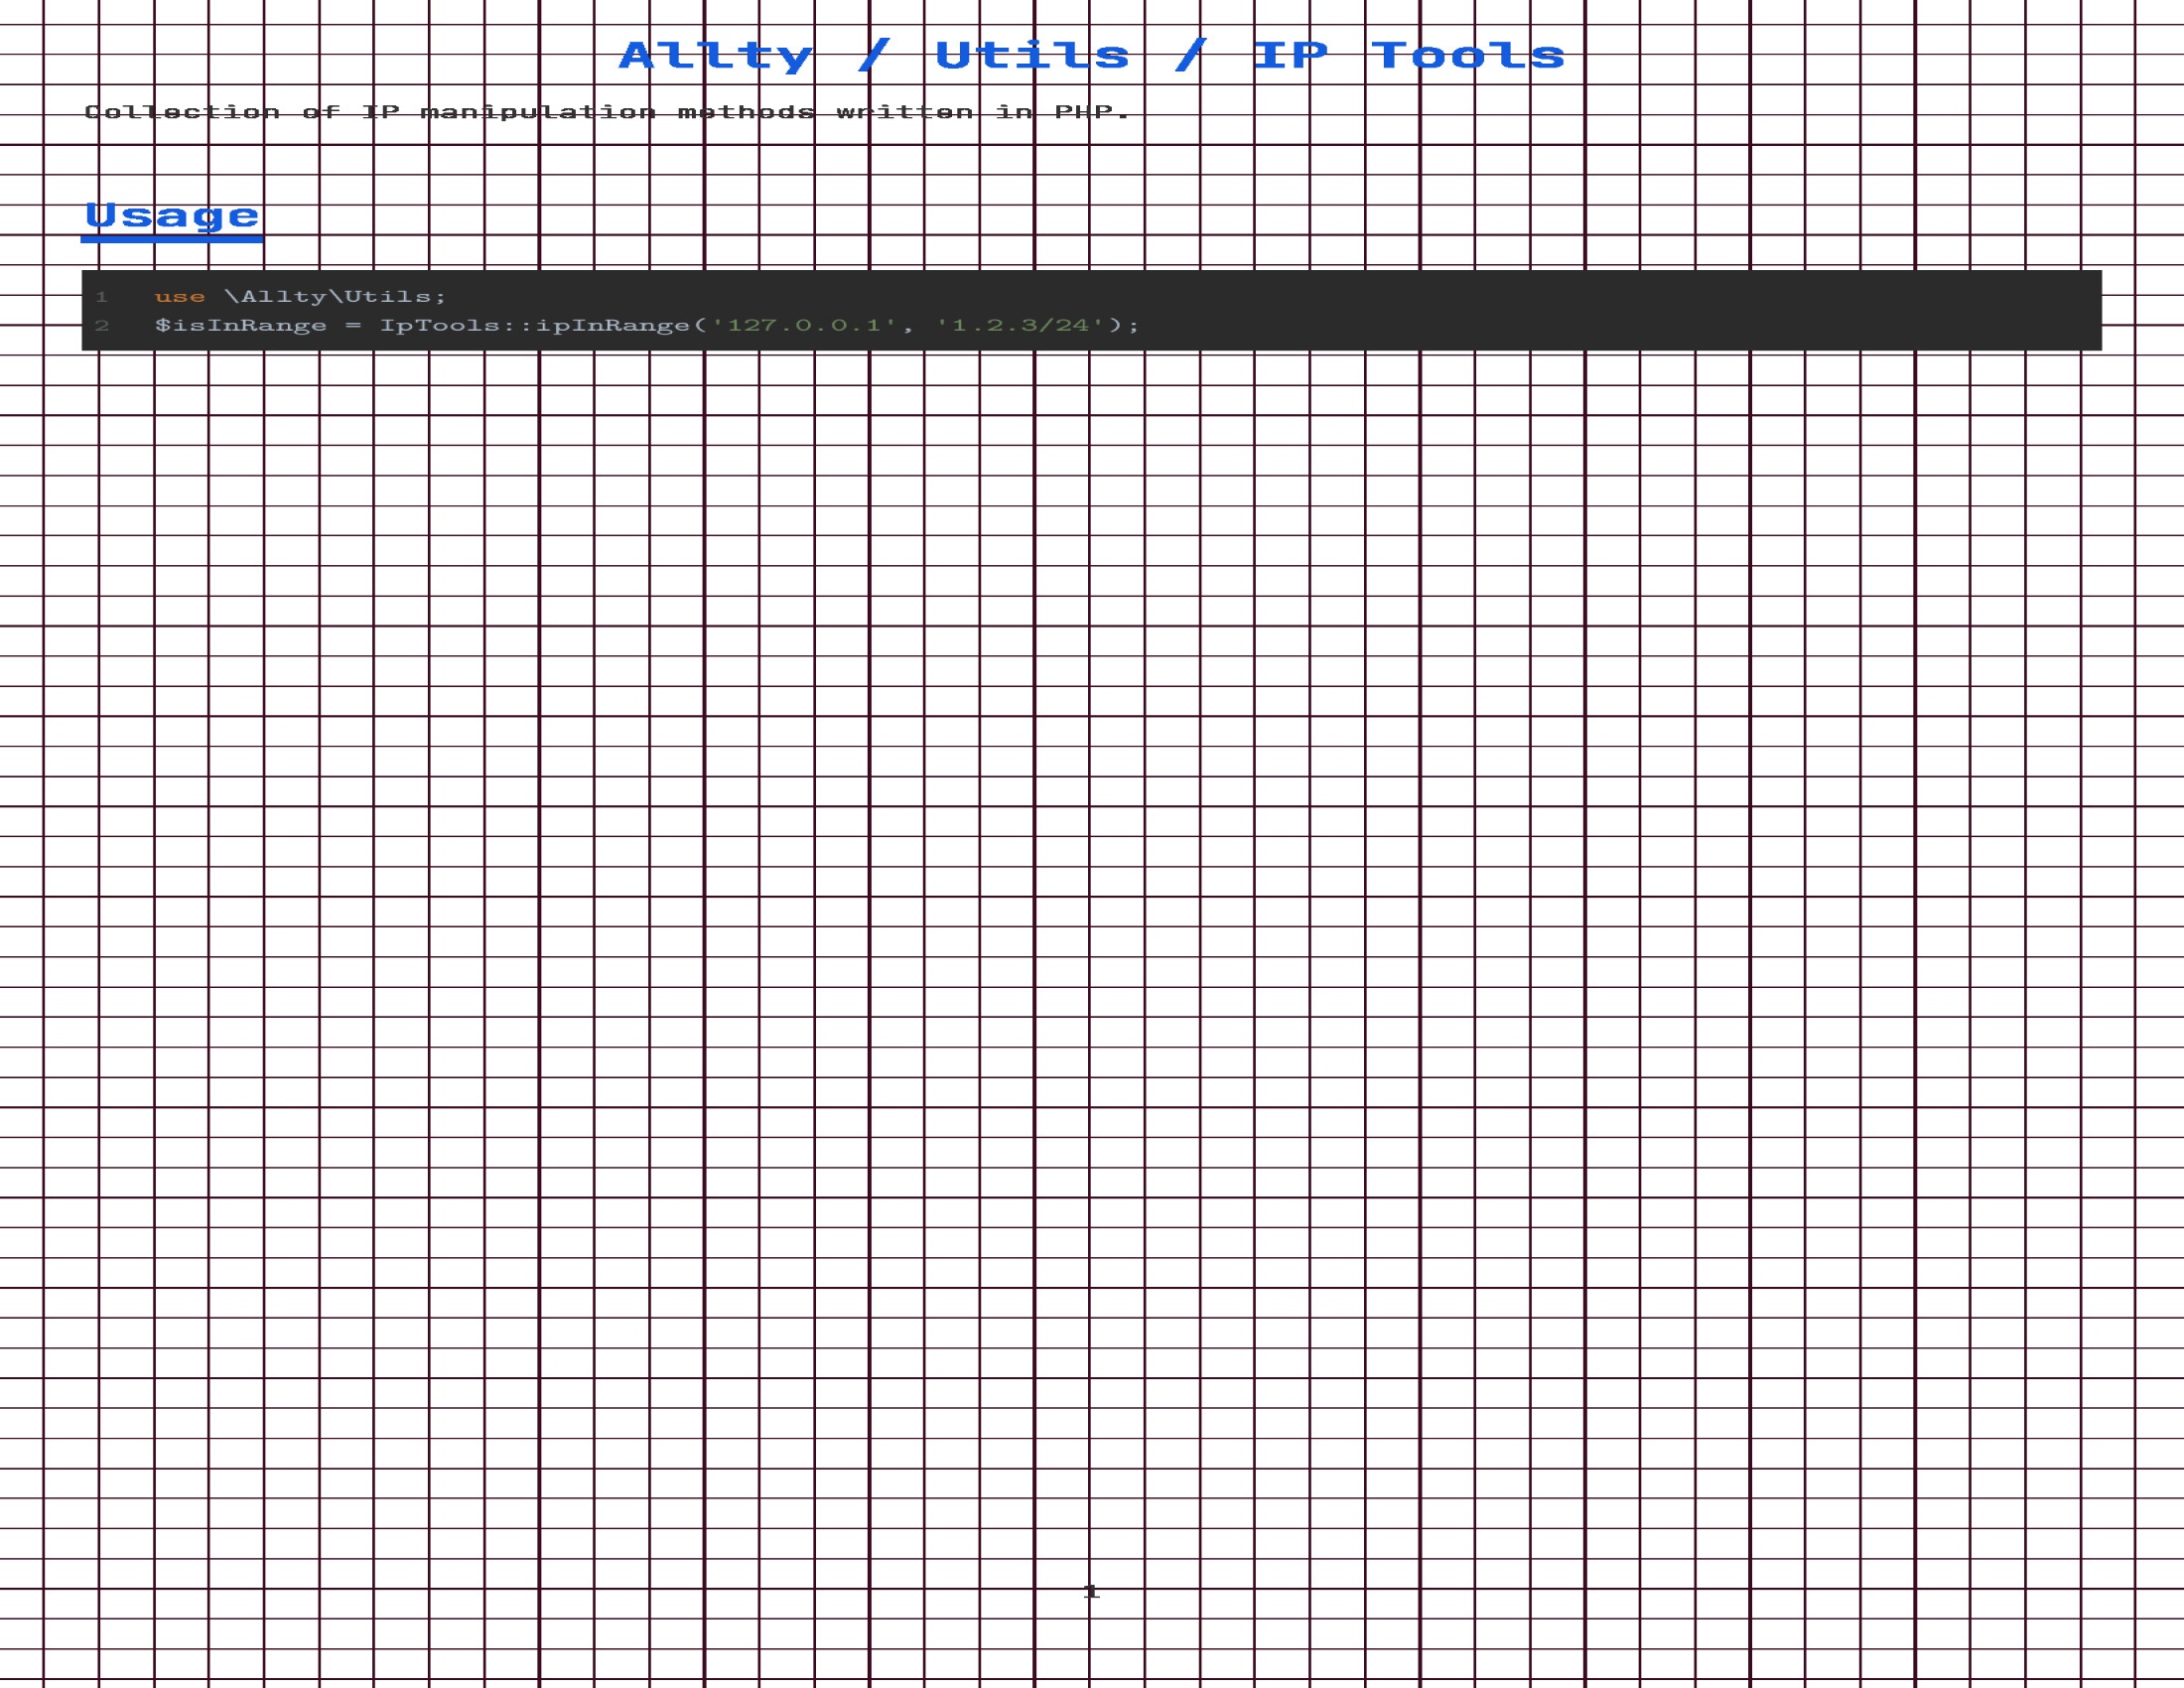 Allty / Utils / IP Tools
Collection of IP manipulation methods written in PHP.
Usage
1 use \Allty\Utils;
2 $isInRange = IpTools::ipInRange('127.0.0.1', '1.2.3/24');
1